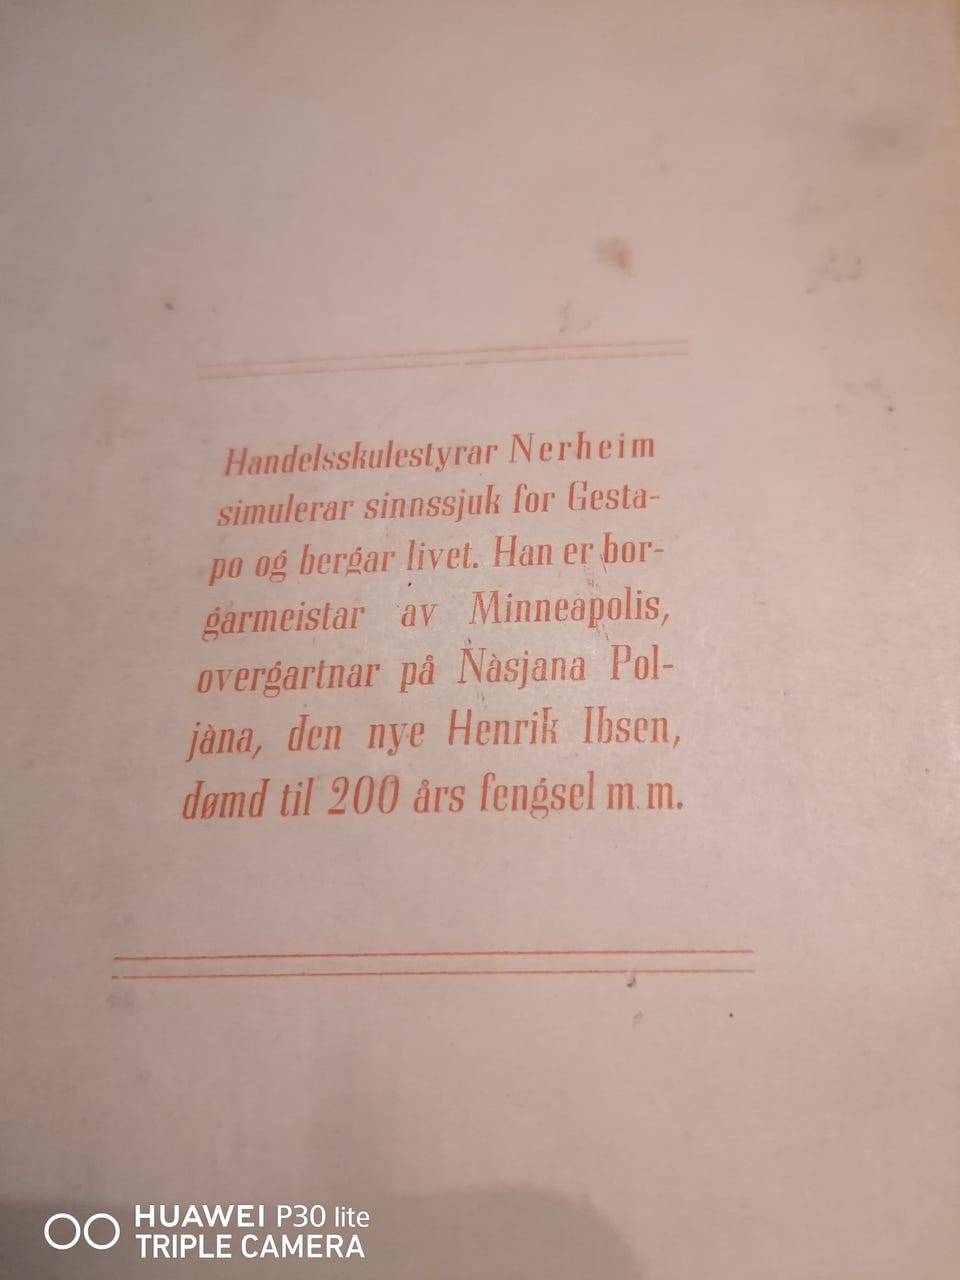 Handelsskulestyrar Nerheim
simulerar sinnssjuk for Gesta-
po og bergar livet. Han er bor-
garmeistar av Minneapolis,
overgartnar på Nàsjana Pol-
jàna, den nye Henrik Ibsen,
dømd til 200 års fengsel m.m.
HUAWEI P30 lite
TRIPLE CAMERA